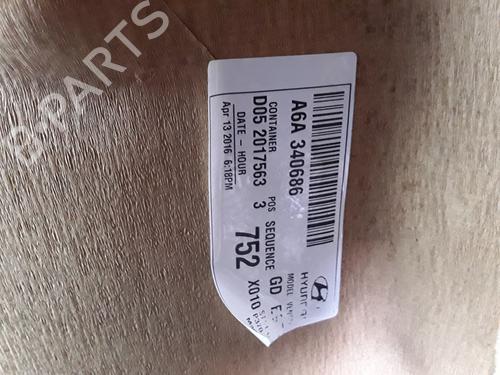 B-PARTS
HYUNDAI
MODEL
A6A 340686
GD
CONTAINER POS SEQUENCE
D05 2017563 3 752 X010
DATE - HOUR
Apr 13 2016 6:18PM